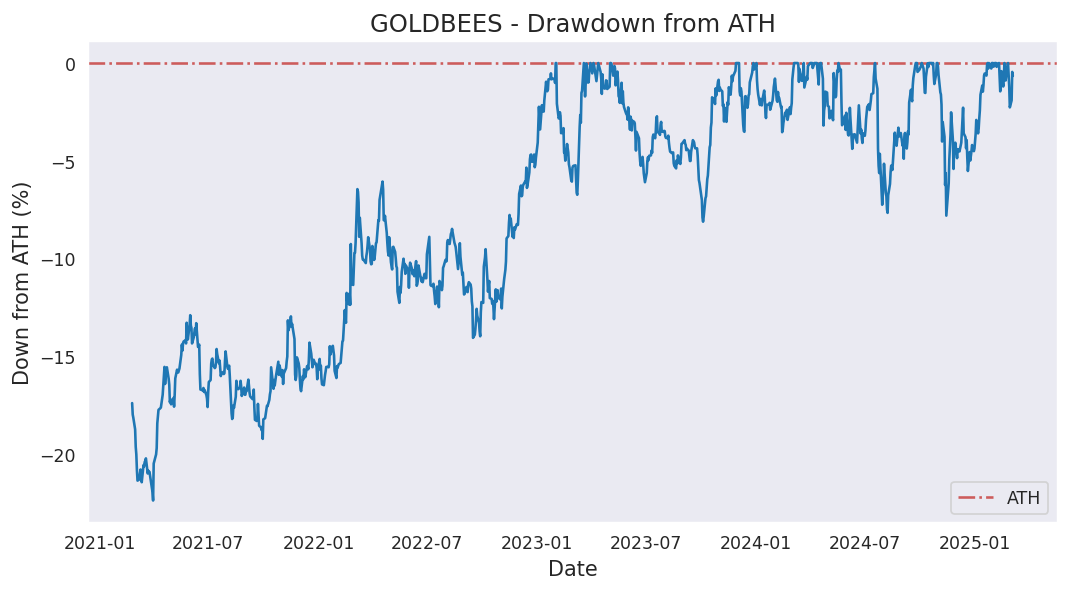 GOLDBEES - Drawdown from ATH
Down from ATH (%)
0
−5
−10
−15
−20
ATH
2021-01 2021-07 2022-01 2022-07 2023-01 2023-07 2024-01 2024-07 2025-01
Date